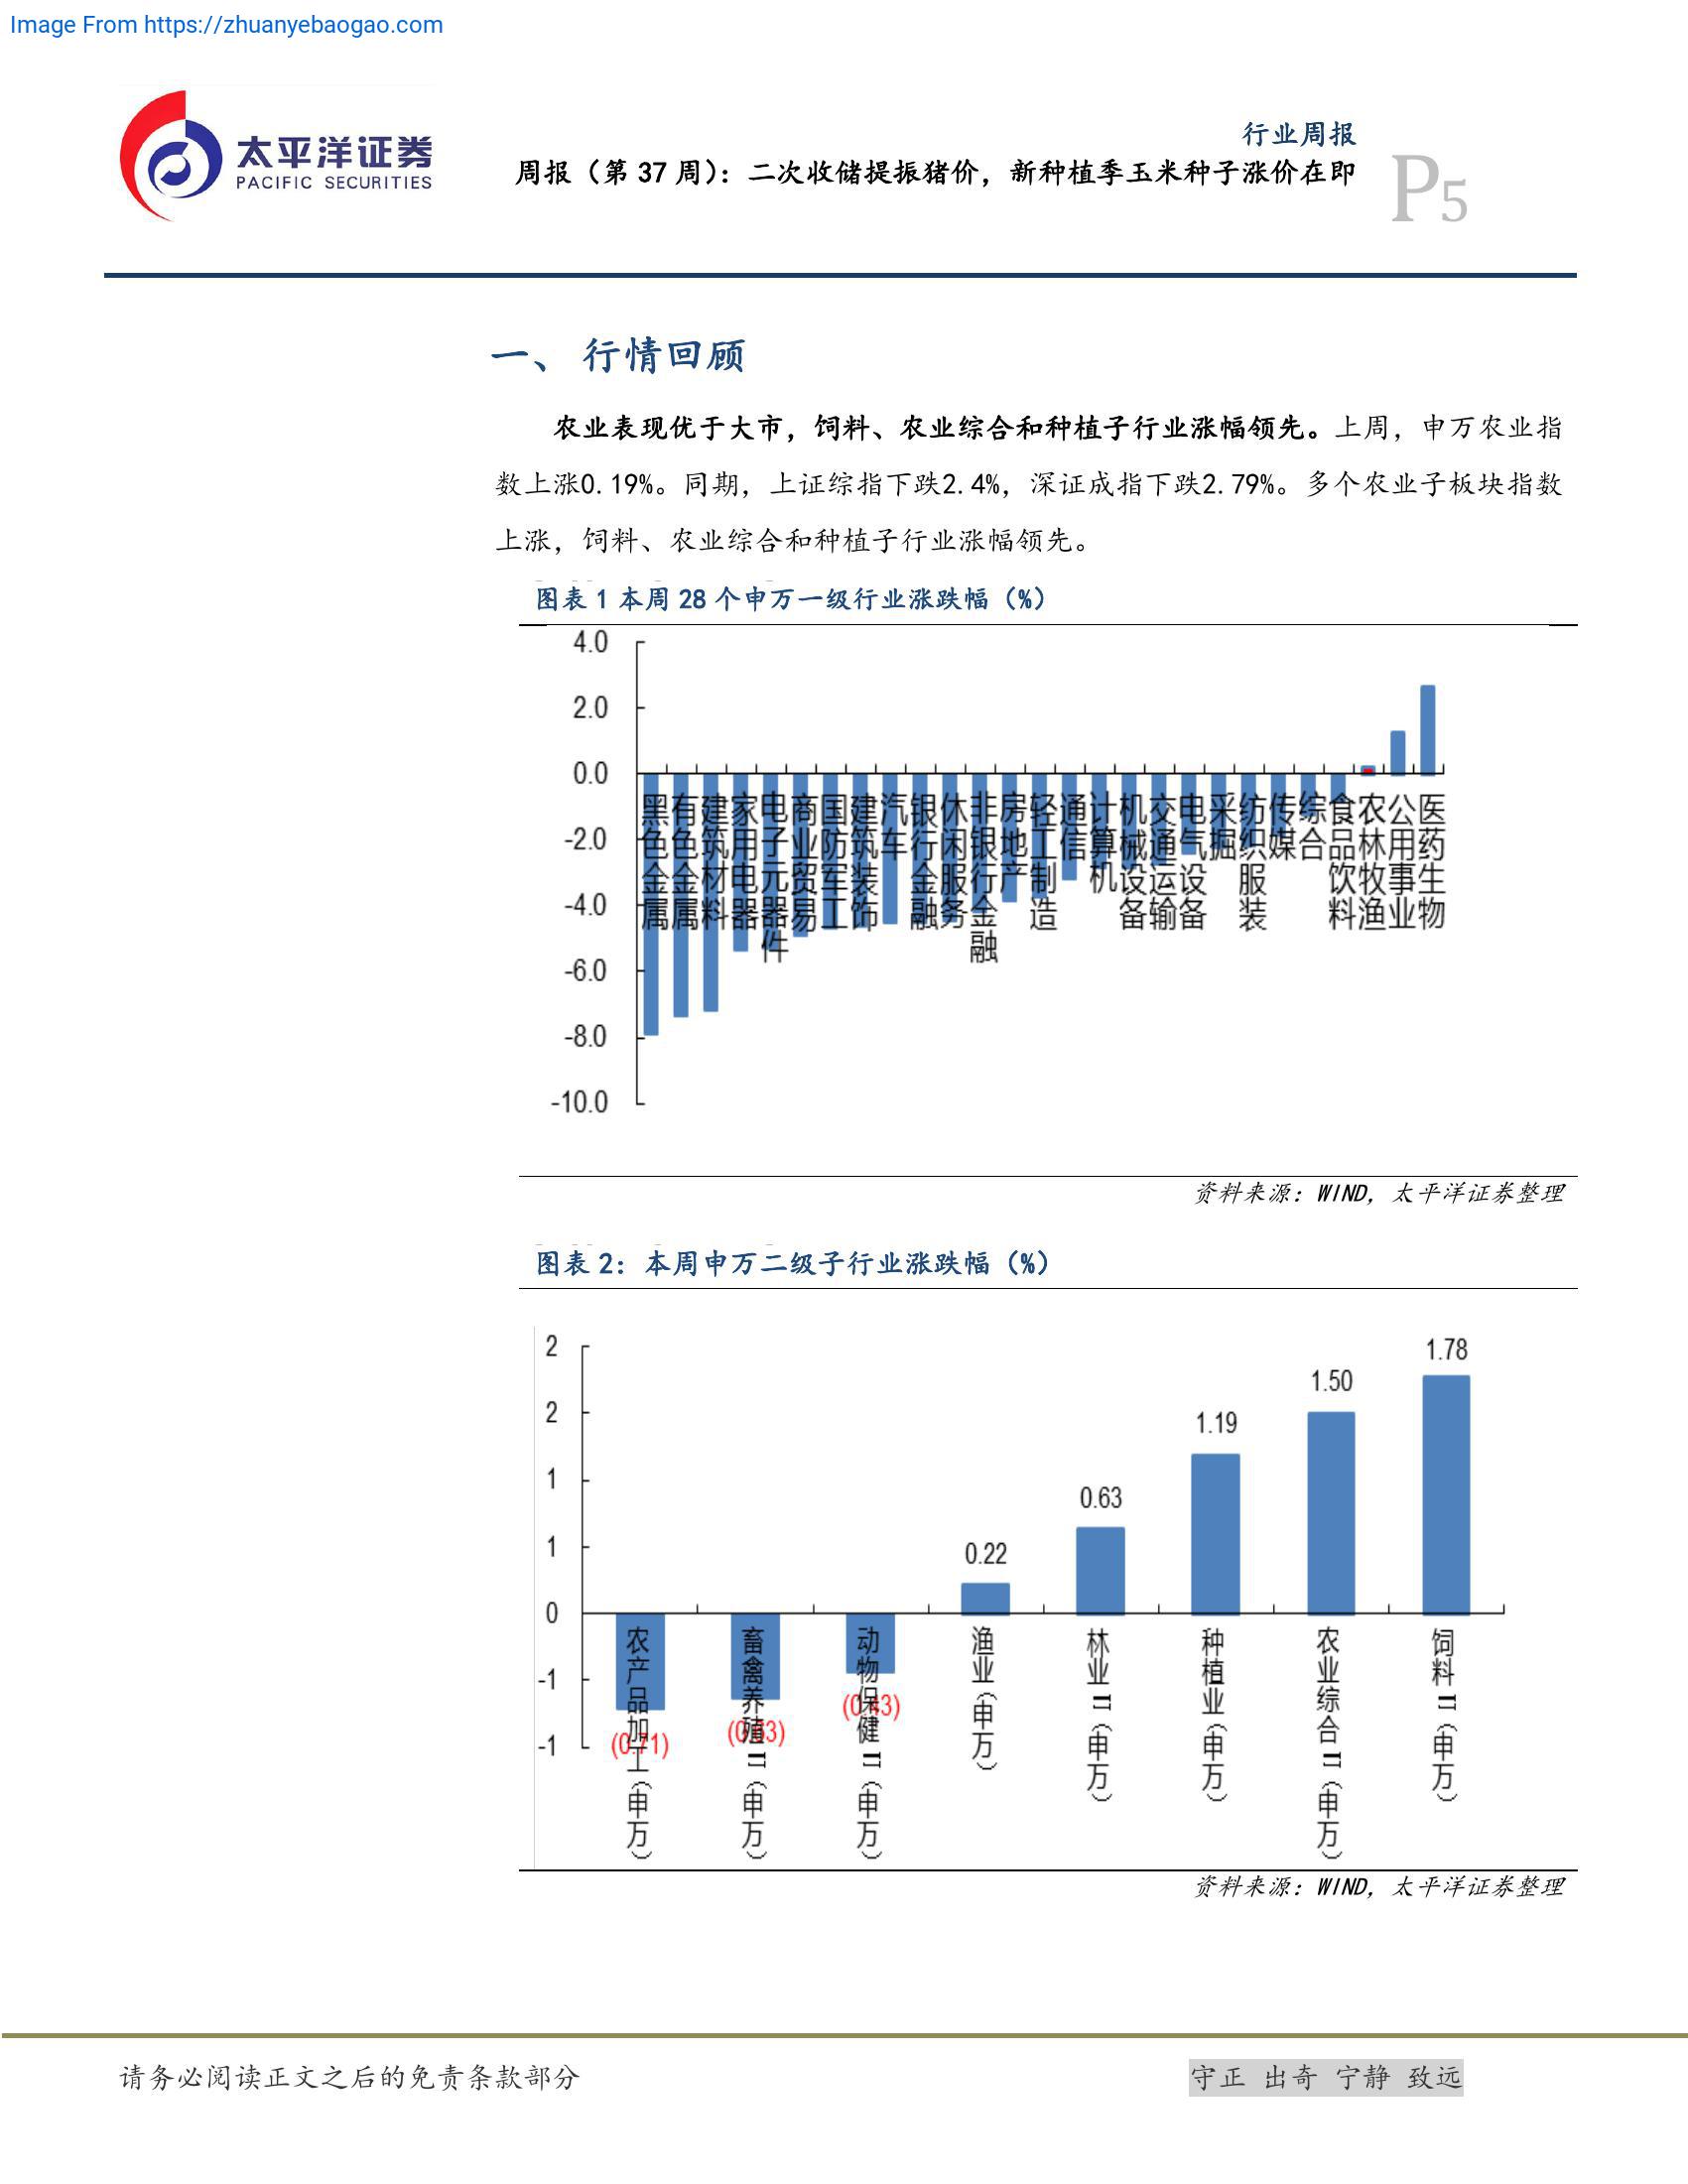 Image From https://zhuanyebaogao.com
太平洋证券
PACIFIC SECURITIES
行业周报
周报（第 37 周）：二次收储提振猪价，新种植季玉米种子涨价在即
P5
一、 行情回顾
农业表现优于大市，饲料、农业综合和种植子行业涨幅领先。上周，申万农业指
数上涨0.19%。同期，上证综指下跌2.4%，深证成指下跌2.79%。多个农业子板块指数
上涨，饲料、农业综合和种植子行业涨幅领先。
图表 1 本周 28 个申万一级行业涨跌幅（%）
4.0
2.0
0.0
-2.0
-4.0
-6.0
-8.0
-10.0
黑色金属
有色金属
建筑材料
家用电器
电子元器件
商业贸易
国防军工
建筑装饰
汽车
银行金融
休闲服务
非银行金融
房地产
轻工制造
通信
计算机
机械设备
交通运输
电气设备
采掘
纺织服装
传媒
综合
食品饮料
农林牧渔
公用事业
医药生物
资料来源：WIND，太平洋证券整理
图表 2：本周申万二级子行业涨跌幅（%）
2
2
1
1
0
-1
-1
(0.71)
(0.63)
(0.43)
0.22
0.63
1.19
1.50
1.78
农产品加工（申万）
畜禽养殖Ⅱ（申万）
动物保健Ⅱ（申万）
渔业（申万）
林业Ⅱ（申万）
种植业（申万）
农业综合Ⅱ（申万）
饲料Ⅱ（申万）
资料来源：WIND，太平洋证券整理
请务必阅读正文之后的免责条款部分
守正 出奇 宁静 致远